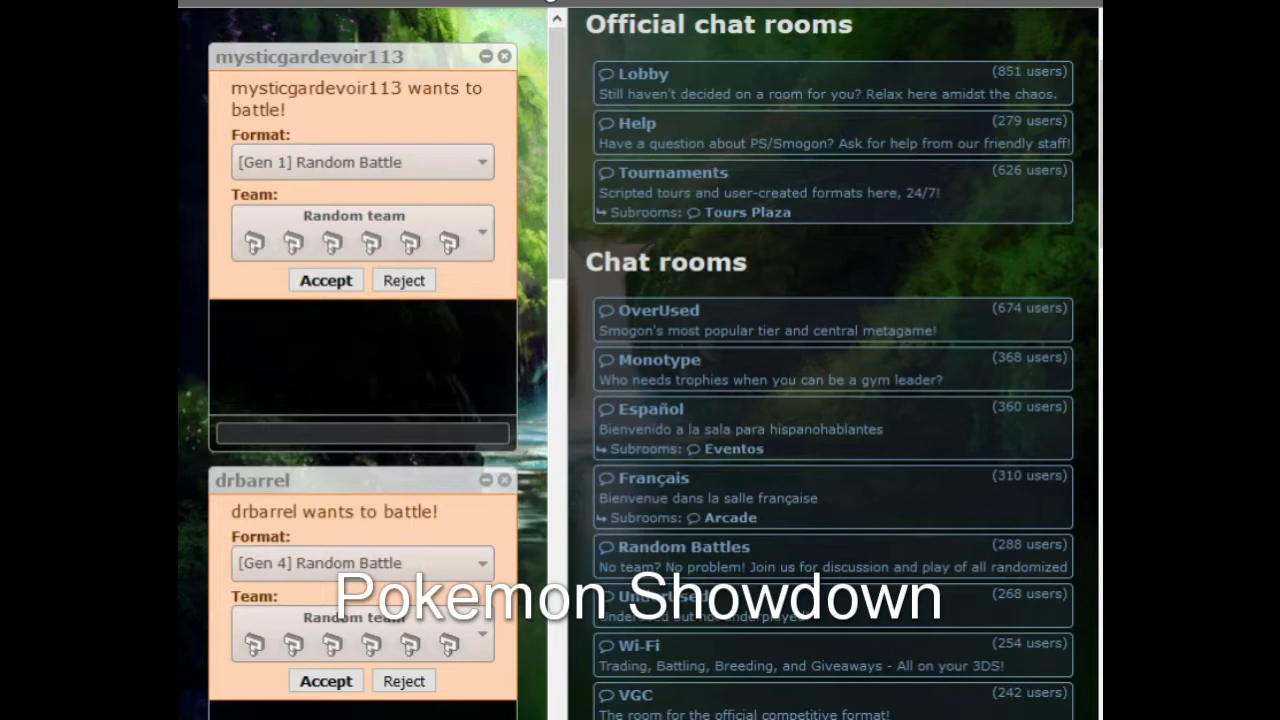 mysticgardevoir113
mysticgardevoir113 wants to
battle!
Format:
[Gen 1] Random Battle
Team:
Random team
Accept Reject
drbarrel
drbarrel wants to battle!
Format:
[Gen 4] Random Battle
Team:
Random team
Accept Reject
Official chat rooms
Lobby (851 users)
Still haven't decided on a room for you? Relax here amidst the chaos.
Help (279 users)
Have a question about PS/Smogon? Ask for help from our friendly staff!
Tournaments (626 users)
Scripted tours and user-created formats here, 24/7!
Subrooms: Tours Plaza
Chat rooms
OverUsed (674 users)
Smogon's most popular tier and central metagame!
Monotype (368 users)
Who needs trophies when you can be a gym leader?
Español (360 users)
Bienvenido a la sala para hispanohablantes
Subrooms: Eventos
Français (310 users)
Bienvenue dans la salle française
Subrooms: Arcade
Random Battles (288 users)
No team? No problem! Join us for discussion and play of all randomized
UnderUsed (268 users)
Underused but not underplayed!
Wi-Fi (254 users)
Trading, Battling, Breeding, and Giveaways - All on your 3DS!
VGC (242 users)
The room for the official competitive format!
Pokemon Showdown